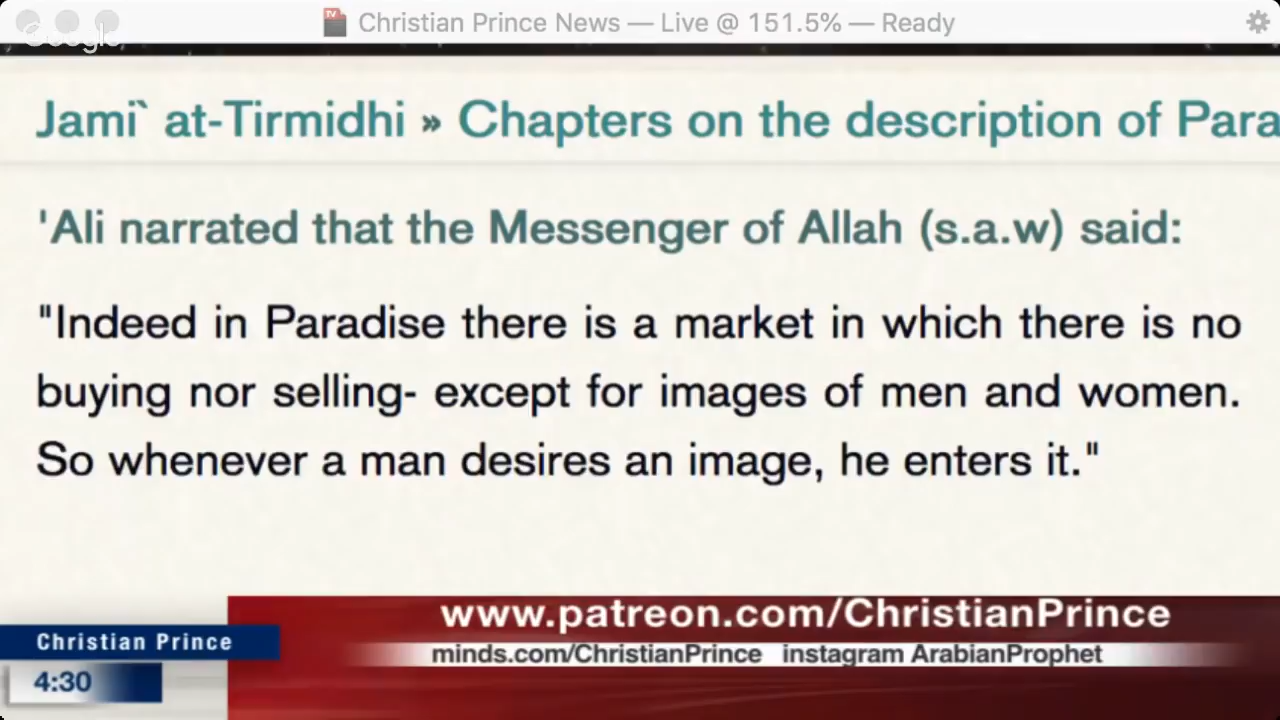 Christian Prince News — Live @ 151.5% — Ready
Google
Jami` at-Tirmidhi » Chapters on the description of Para
'Ali narrated that the Messenger of Allah (s.a.w) said:
"Indeed in Paradise there is a market in which there is no
buying nor selling- except for images of men and women.
So whenever a man desires an image, he enters it."
www.patreon.com/ChristianPrince
Christian Prince
minds.com/ChristianPrince instagram ArabianProphet
4:30